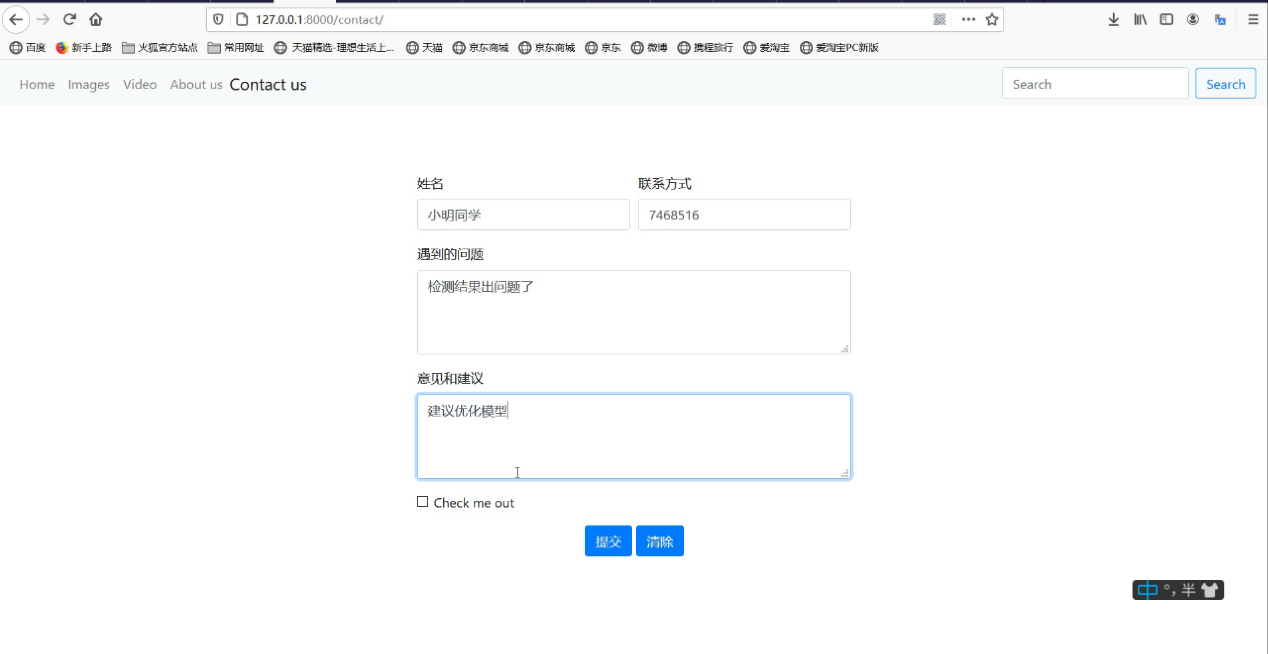 127.0.0.1:8000/contact/
百度 新手上路 火狐官方站点 常用网址 天猫精选-理想生活上... 天猫 京东商城 京东商城 京东 微博 携程旅行 爱淘宝 爱淘宝PC新版
Home Images Video About us Contact us Search Search
姓名 联系方式
小明同学 7468516
遇到的问题
检测结果出问题了
意见和建议
建议优化模型
Check me out
提交 清除
中 °, 半